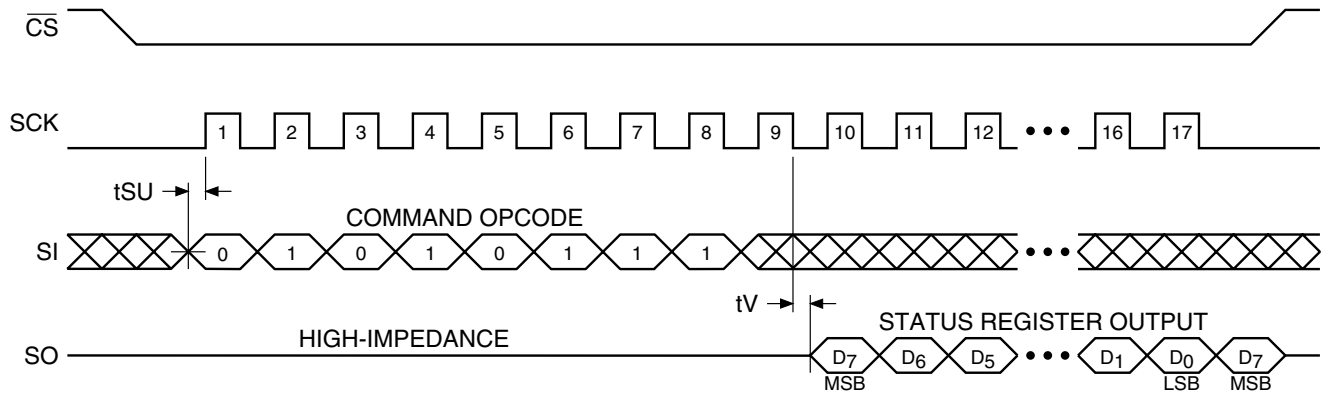 CS
SCK 1 2 3 4 5 6 7 8 9 10 11 12 • • • 16 17
tSU
COMMAND OPCODE
SI 0 1 0 1 0 1 1 1 • • •
tV
HIGH-IMPEDANCE STATUS REGISTER OUTPUT
SO D7 D6 D5 • • • D1 D0 D7
MSB LSB MSB